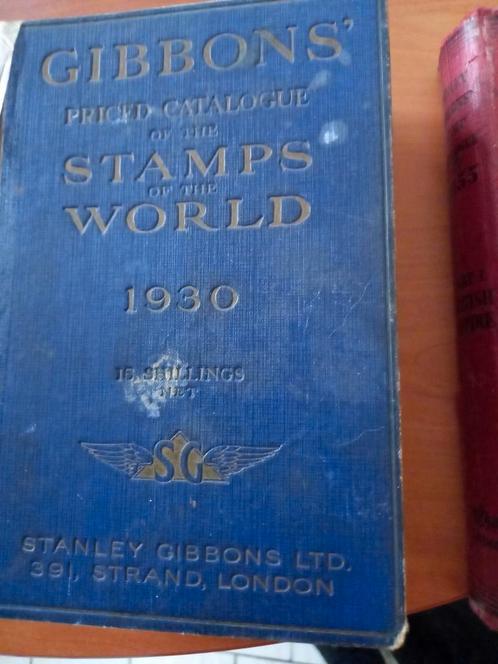 GIBBONS'
PRICED CATALOGUE
OF THE
STAMPS
OF THE
WORLD
1930
SHILLINGS
NET
SG
STANLEY GIBBONS LTD.
391, STRAND, LONDON